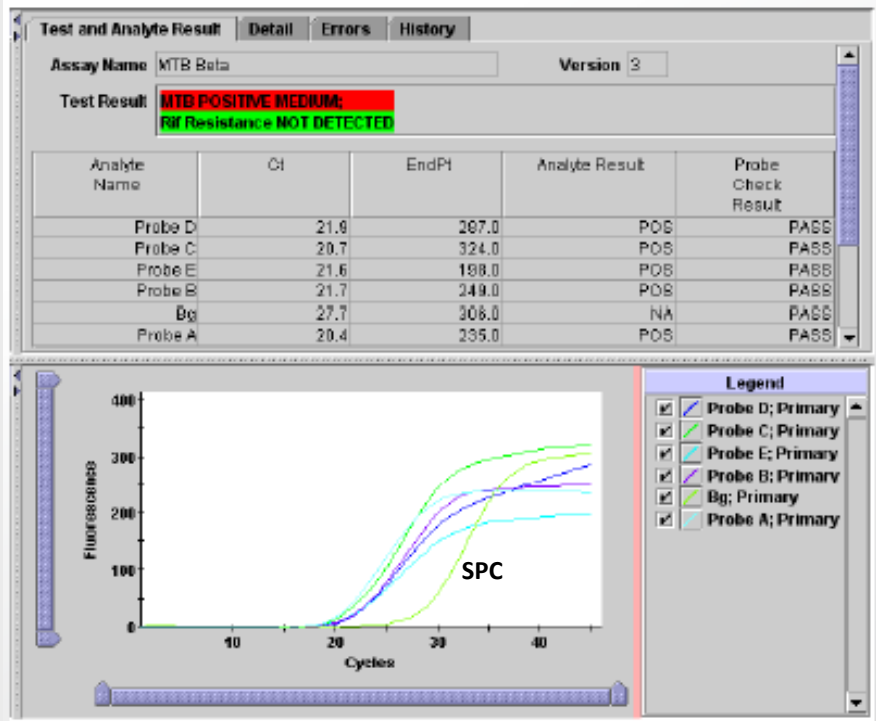 Test and Analyte Result Detail Errors History
Assay Name MTB Beta Version 3
Test Result MTB POSITIVE MEDIUM;
Rif Resistance NOT DETECTED
Analyte Name Ct EndPt Analyte Result Probe Check Result
Probe D 21.9 287.0 POS PASS
Probe C 20.7 324.0 POS PASS
Probe E 21.6 198.0 POS PASS
Probe B 21.7 249.0 POS PASS
Bg 27.7 306.0 NA PASS
Probe A 20.4 235.0 POS PASS
Legend
Probe D; Primary
Probe C; Primary
Probe E; Primary
Probe B; Primary
Bg; Primary
Probe A; Primary
400
300
200
100
0
Fluorescence
SPC
10 20 30 40
Cycles